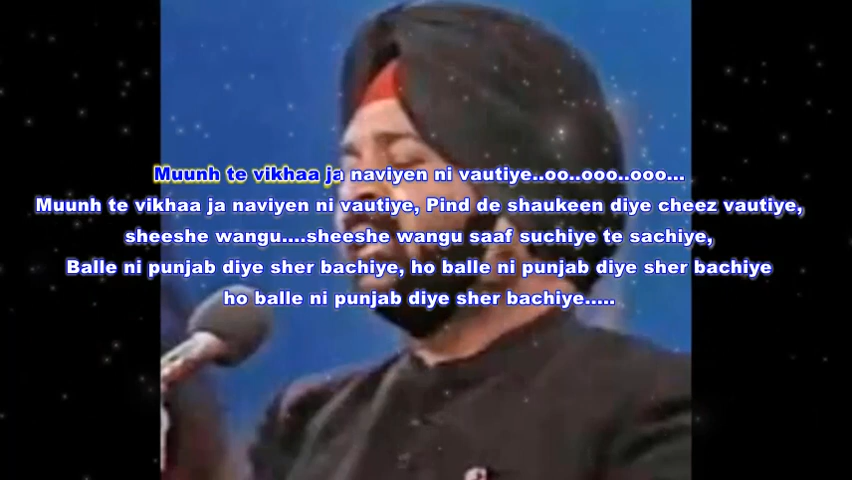 Muunh te vikhaa ja naviyen ni vautiye..oo..ooo..ooo...
Muunh te vikhaa ja naviyen ni vautiye, Pind de shaukeen diye cheez vautiye,
sheeshe wangu....sheeshe wangu saaf suchiye te sachiye,
Balle ni punjab diye sher bachiye, ho balle ni punjab diye sher bachiye
ho balle ni punjab diye sher bachiye.....